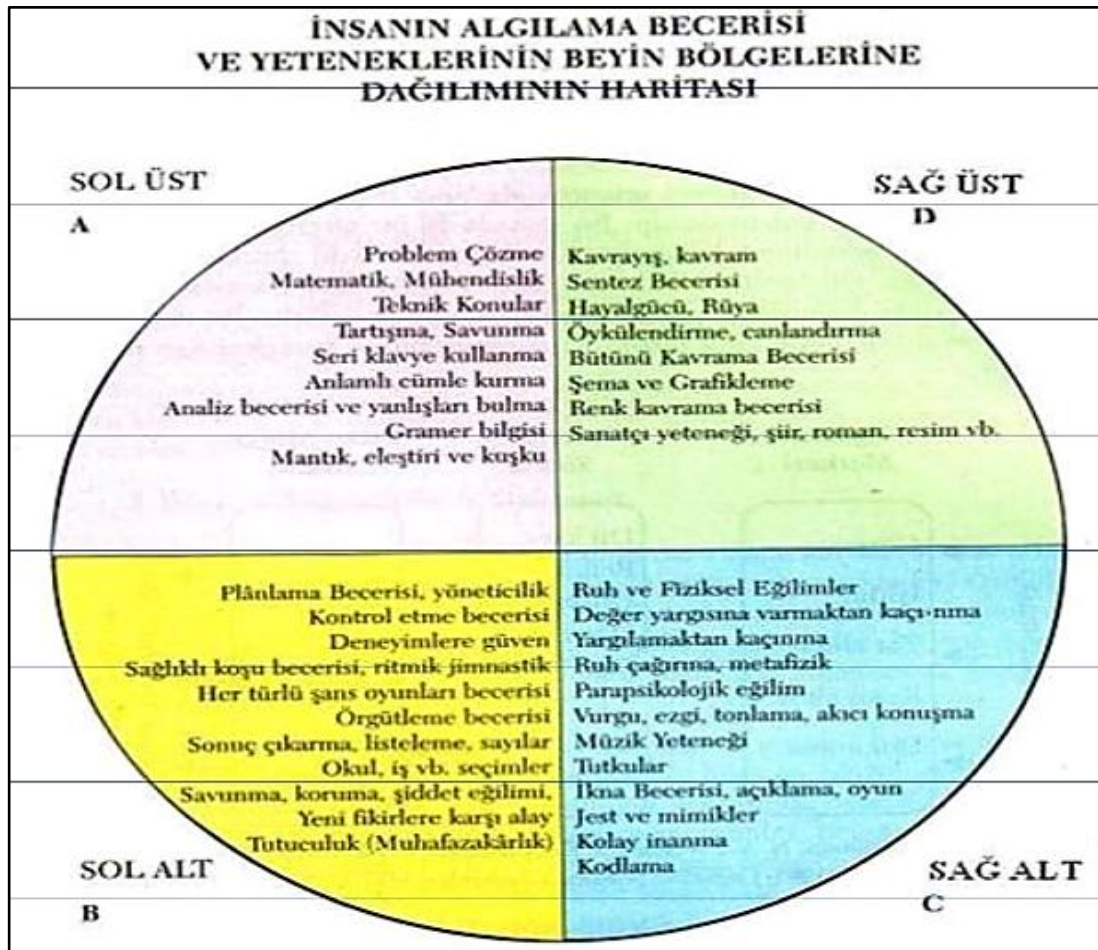 İNSANIN ALGILAMA BECERİSİ
VE YETENEKLERİNİN BEYİN BÖLGELERİNE
DAĞILIMININ HARİTASI
SOL ÜST
A
Problem Çözme
Matematik, Mühendislik
Teknik Konular
Tartışma, Savunma
Seri klavye kullanma
Anlamlı cümle kurma
Analiz becerisi ve yanlışları bulma
Gramer bilgisi
Mantık, eleştiri ve kuşku
SAĞ ÜST
D
Kavrayış, kavram
Sentez Becerisi
Hayalgücü, Rüya
Öykülendirme, canlandırma
Bütünü Kavrama Becerisi
Şema ve Grafikleme
Renk kavrama becerisi
Sanatçı yeteneği, şiir, roman, resim vb.
Plânlama Becerisi, yöneticilik
Kontrol etme becerisi
Deneyimlere güven
Sağlıklı koşu becerisi, ritmik jimnastik
Her türlü şans oyunları becerisi
Örgütleme becerisi
Sonuç çıkarma, listeleme, sayılar
Okul, iş vb. seçimler
Savunma, koruma, şiddet eğilimi,
Yeni fikirlere karşı alay
Tutuculuk (Muhafazakârlık)
SOL ALT
B
Ruh ve Fiziksel Eğilimler
Değer yargısına varmaktan kaçınma
Yargılamaktan kaçınma
Ruh çağırma, metafizik
Parapsikolojik eğilim
Vurgu, ezgi, tonlama, akıcı konuşma
Müzik Yeteneği
Tutkular
İkna Becerisi, açıklama, oyun
Jest ve mimikler
Kolay inanma
Kodlama
SAĞ ALT
C